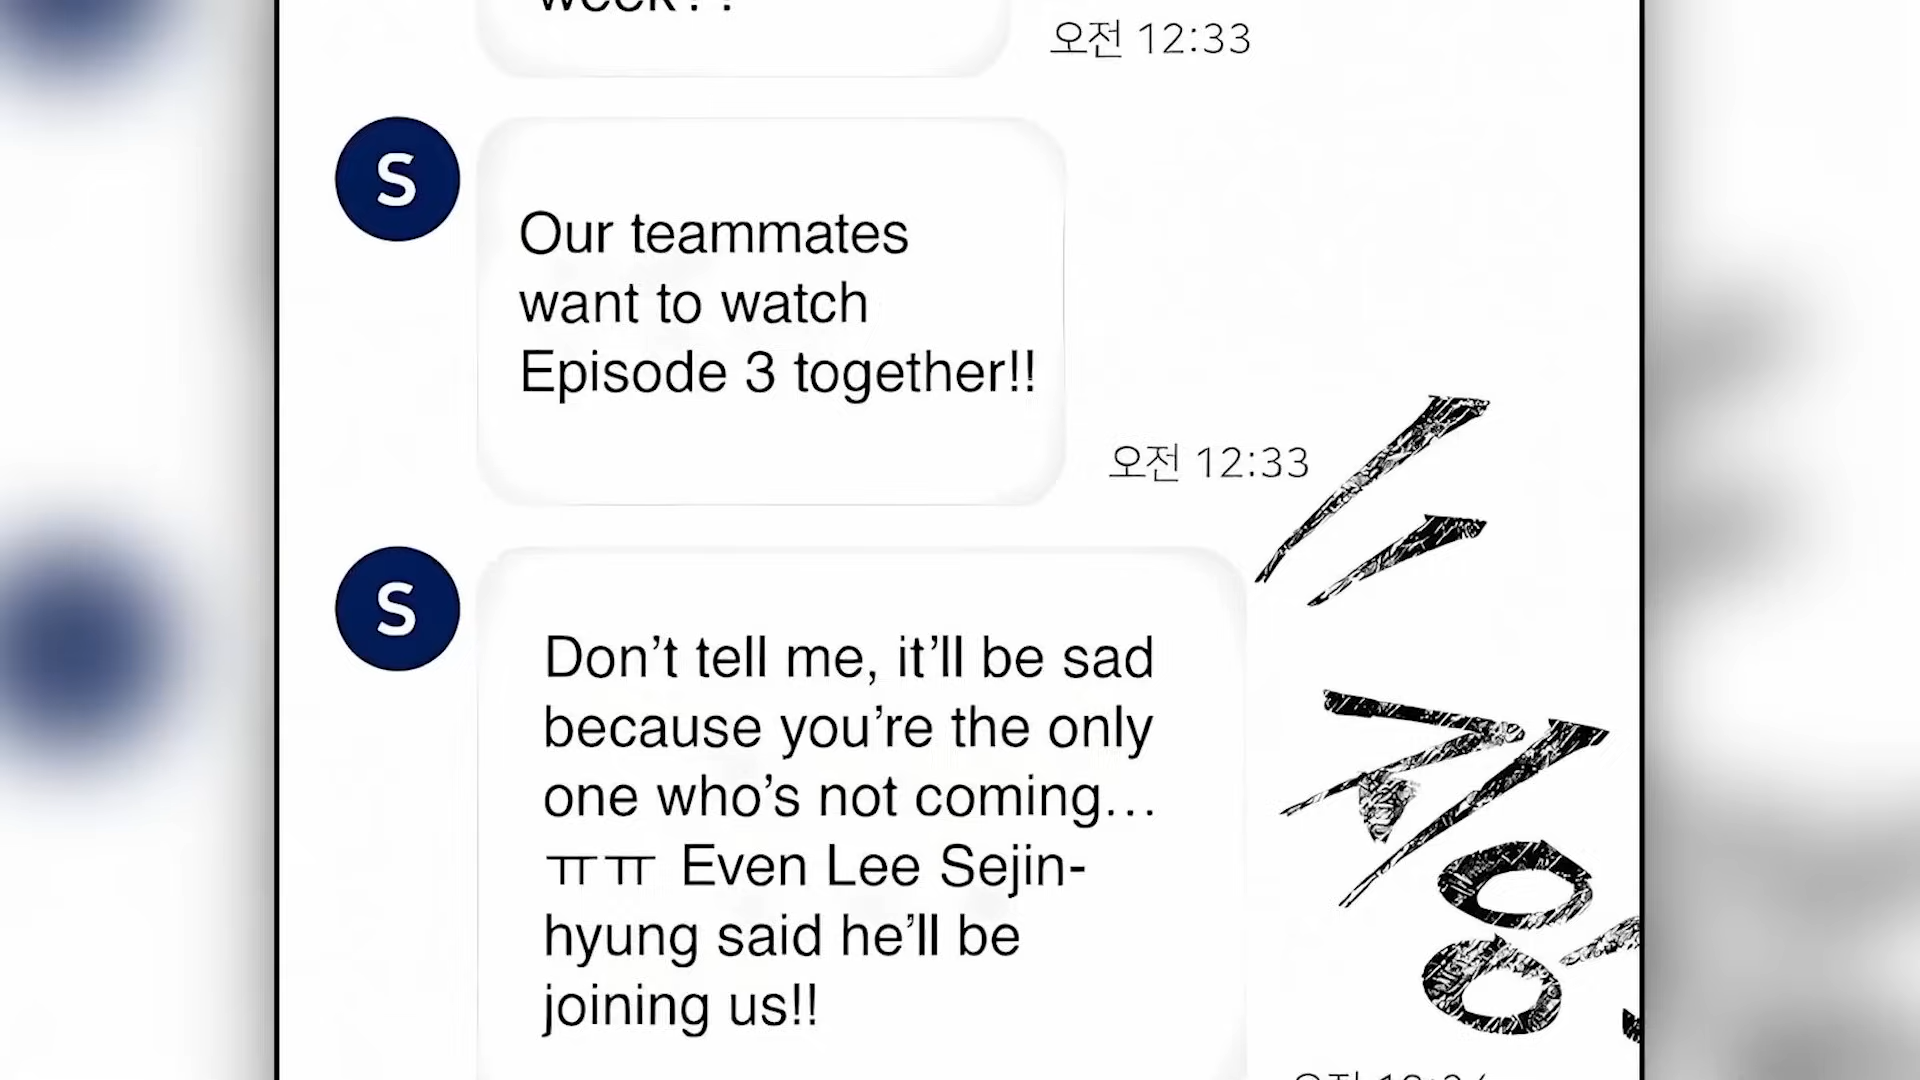 week??
오전 12:33
S
Our teammates
want to watch
Episode 3 together!!
오전 12:33
S
Don’t tell me, it’ll be sad
because you’re the only
one who’s not coming…
ㅠㅠ Even Lee Sejin-
hyung said he’ll be
joining us!!